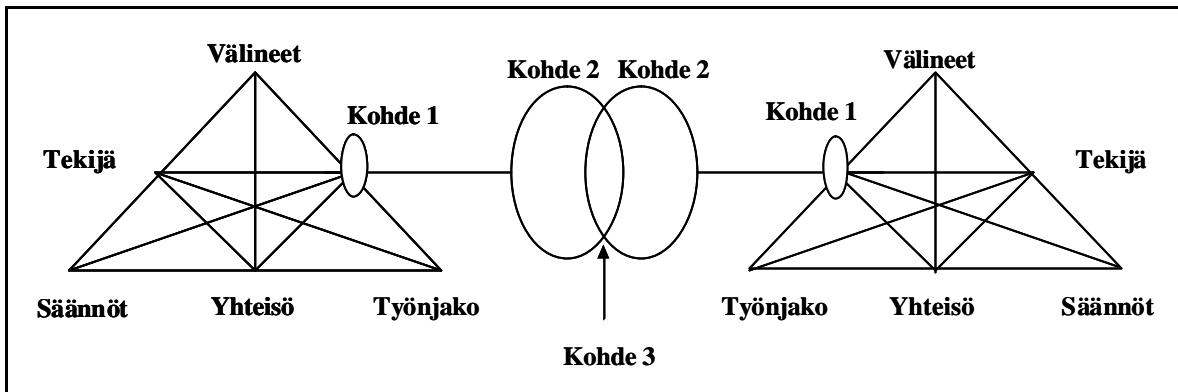 Välineet
Kohde 2 Kohde 2
Välineet
Kohde 1
Kohde 1
Tekijä
Tekijä
Säännöt Yhteisö Työnjako
Työnjako Yhteisö Säännöt
Kohde 3